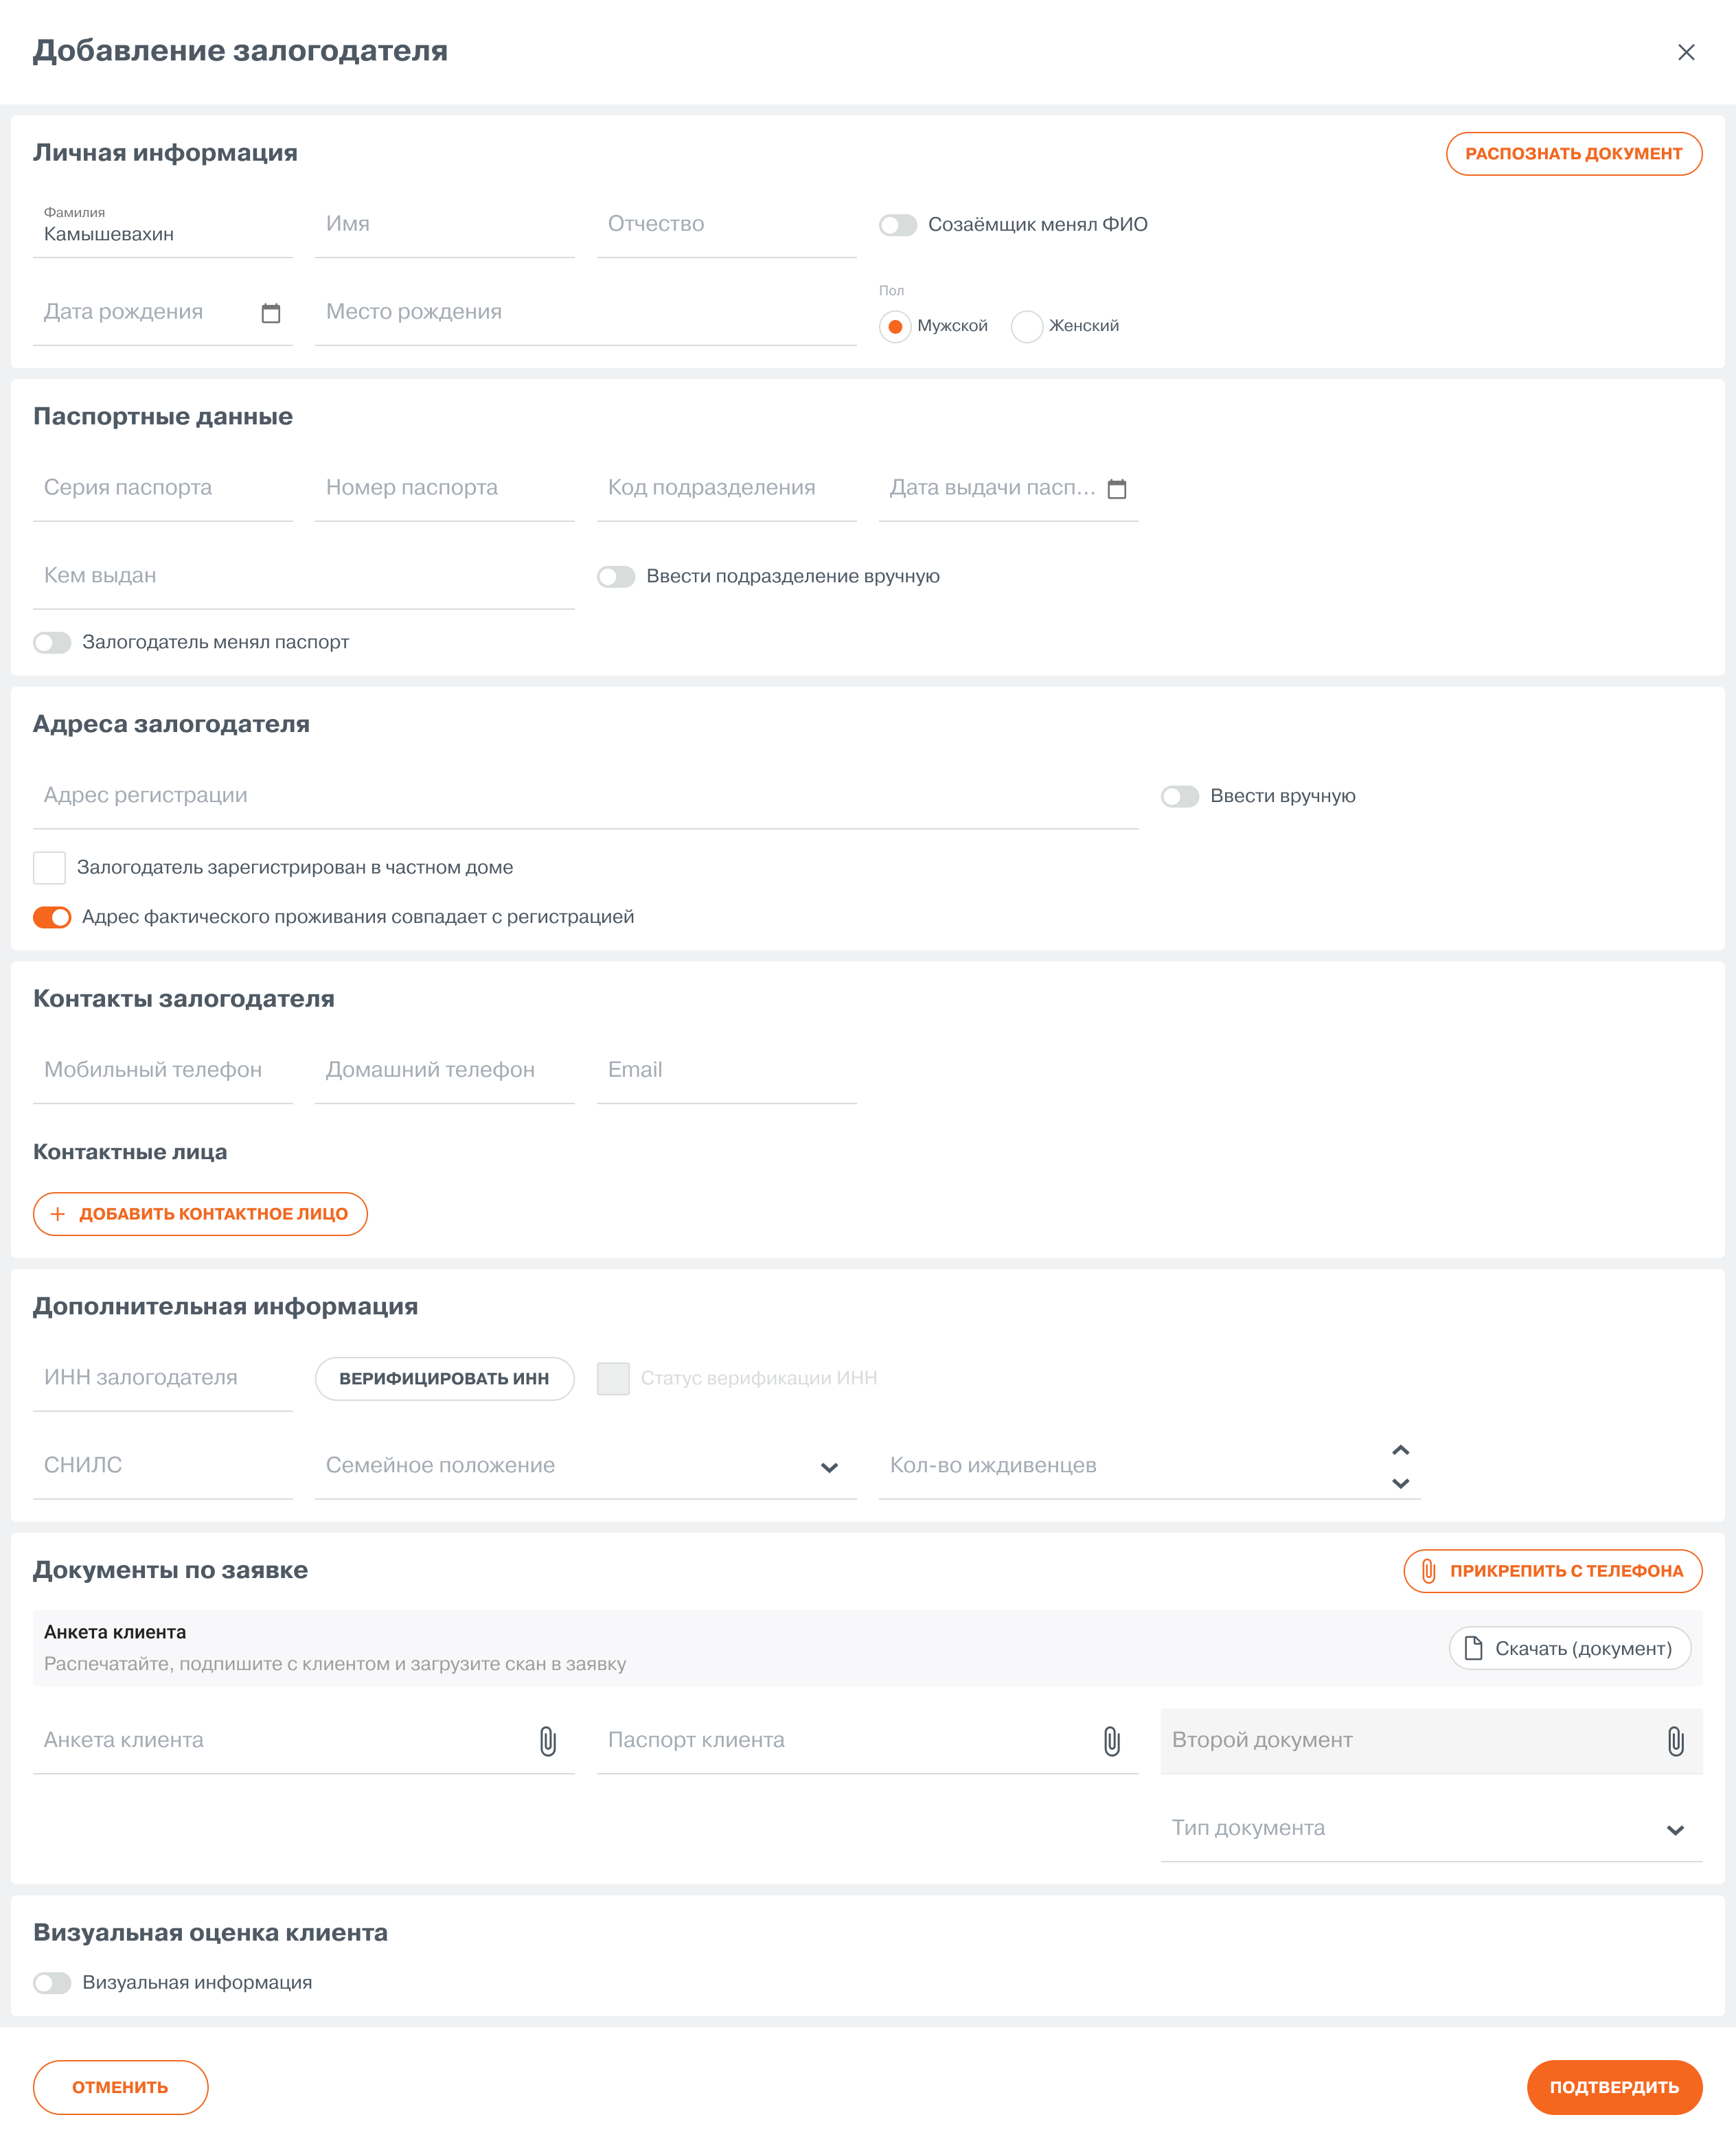 Добавление залогодателя
Личная информация
РАСПОЗНАТЬ ДОКУМЕНТ
Фамилия
Камышевахин
Имя
Отчество
Созаёмщик менял ФИО
Дата рождения
Место рождения
Пол
Мужской
Женский
Паспортные данные
Серия паспорта
Номер паспорта
Код подразделения
Дата выдачи пасп...
Кем выдан
Ввести подразделение вручную
Залогодатель менял паспорт
Адреса залогодателя
Адрес регистрации
Ввести вручную
Залогодатель зарегистрирован в частном доме
Адрес фактического проживания совпадает с регистрацией
Контакты залогодателя
Мобильный телефон
Домашний телефон
Email
Контактные лица
ДОБАВИТЬ КОНТАКТНОЕ ЛИЦО
Дополнительная информация
ИНН залогодателя
ВЕРИФИЦИРОВАТЬ ИНН
Статус верификации ИНН
СНИЛС
Семейное положение
Кол-во иждивенцев
Документы по заявке
ПРИКРЕПИТЬ С ТЕЛЕФОНА
Анкета клиента
Распечатайте, подпишите с клиентом и загрузите скан в заявку
Скачать (документ)
Анкета клиента
Паспорт клиента
Второй документ
Тип документа
Визуальная оценка клиента
Визуальная информация
ОТМЕНИТЬ
ПОДТВЕРДИТЬ